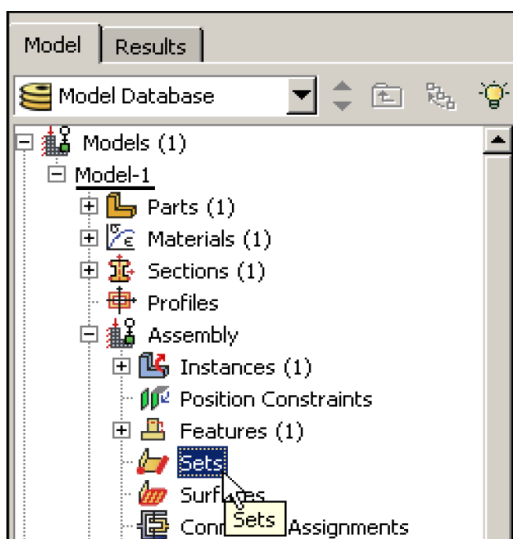 Model Results
Model Database
Models (1)
Model-1
Parts (1)
Materials (1)
Sections (1)
Profiles
Assembly
Instances (1)
Position Constraints
Features (1)
Sets
Surfaces
Sets
Assignments